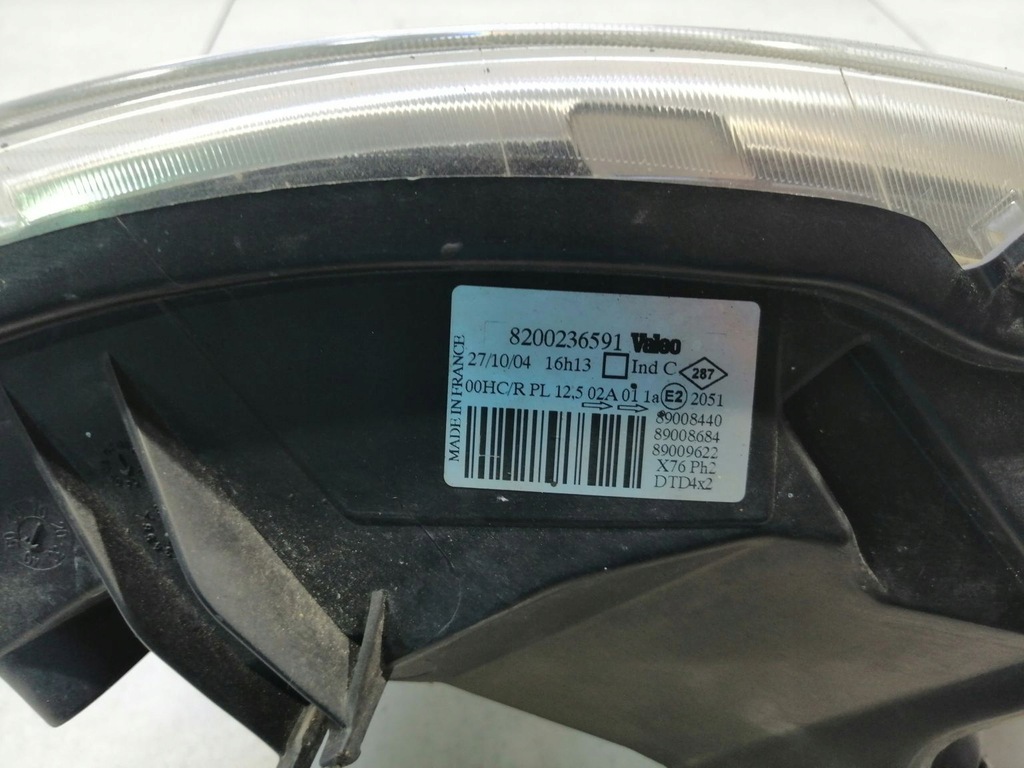 MADE IN FRANCE
8200236591 Valeo
27/10/04 16h13 Ind C 287
00HC/R PL 12,5 02A 01 1a E2 2051
89008440
89008684
89009622
X76 Ph2
DTD4x2